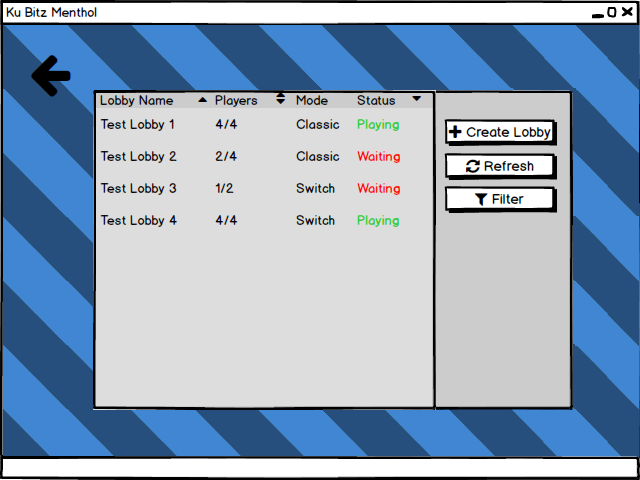 Ku Bitz Menthol
Lobby Name Players Mode Status
Test Lobby 1 4/4 Classic Playing
Test Lobby 2 2/4 Classic Waiting
Test Lobby 3 1/2 Switch Waiting
Test Lobby 4 4/4 Switch Playing
Create Lobby
Refresh
Filter